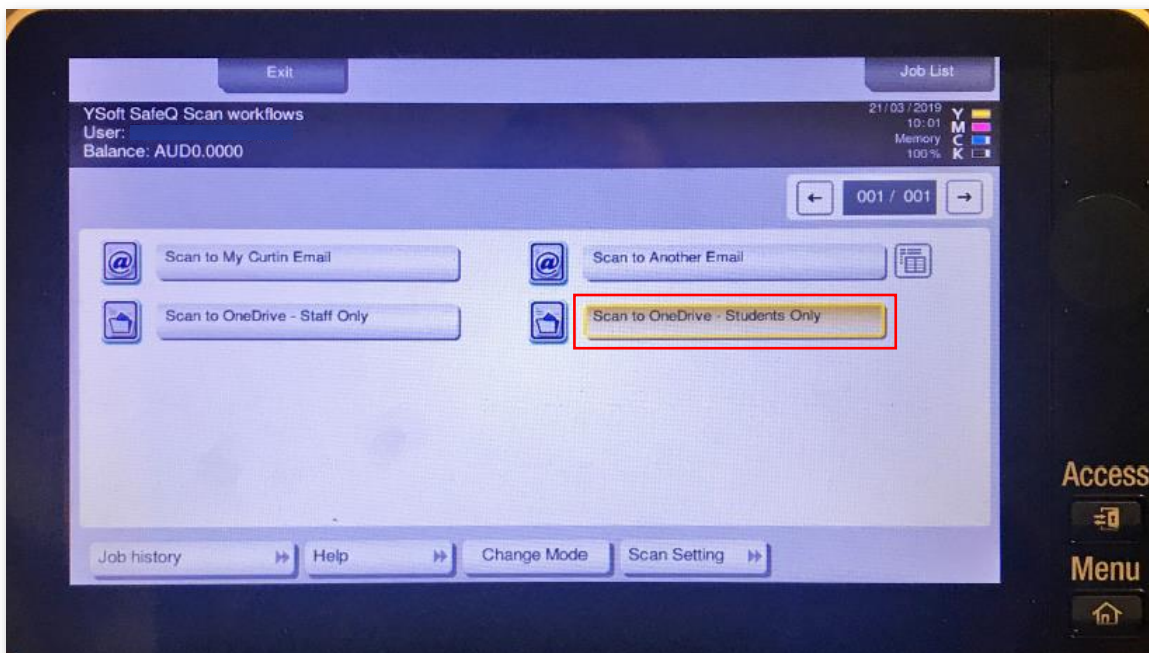 Exit
Job List
YSoft SafeQ Scan workflows
User:
Balance: AUD0.0000
21/03/2019
10:01
Memory
100%
Y
M
C
K
← 001 / 001 →
@ Scan to My Curtin Email
@ Scan to Another Email
Scan to OneDrive - Staff Only
Scan to OneDrive - Students Only
Job history
Help
Change Mode
Scan Setting
Access
Menu